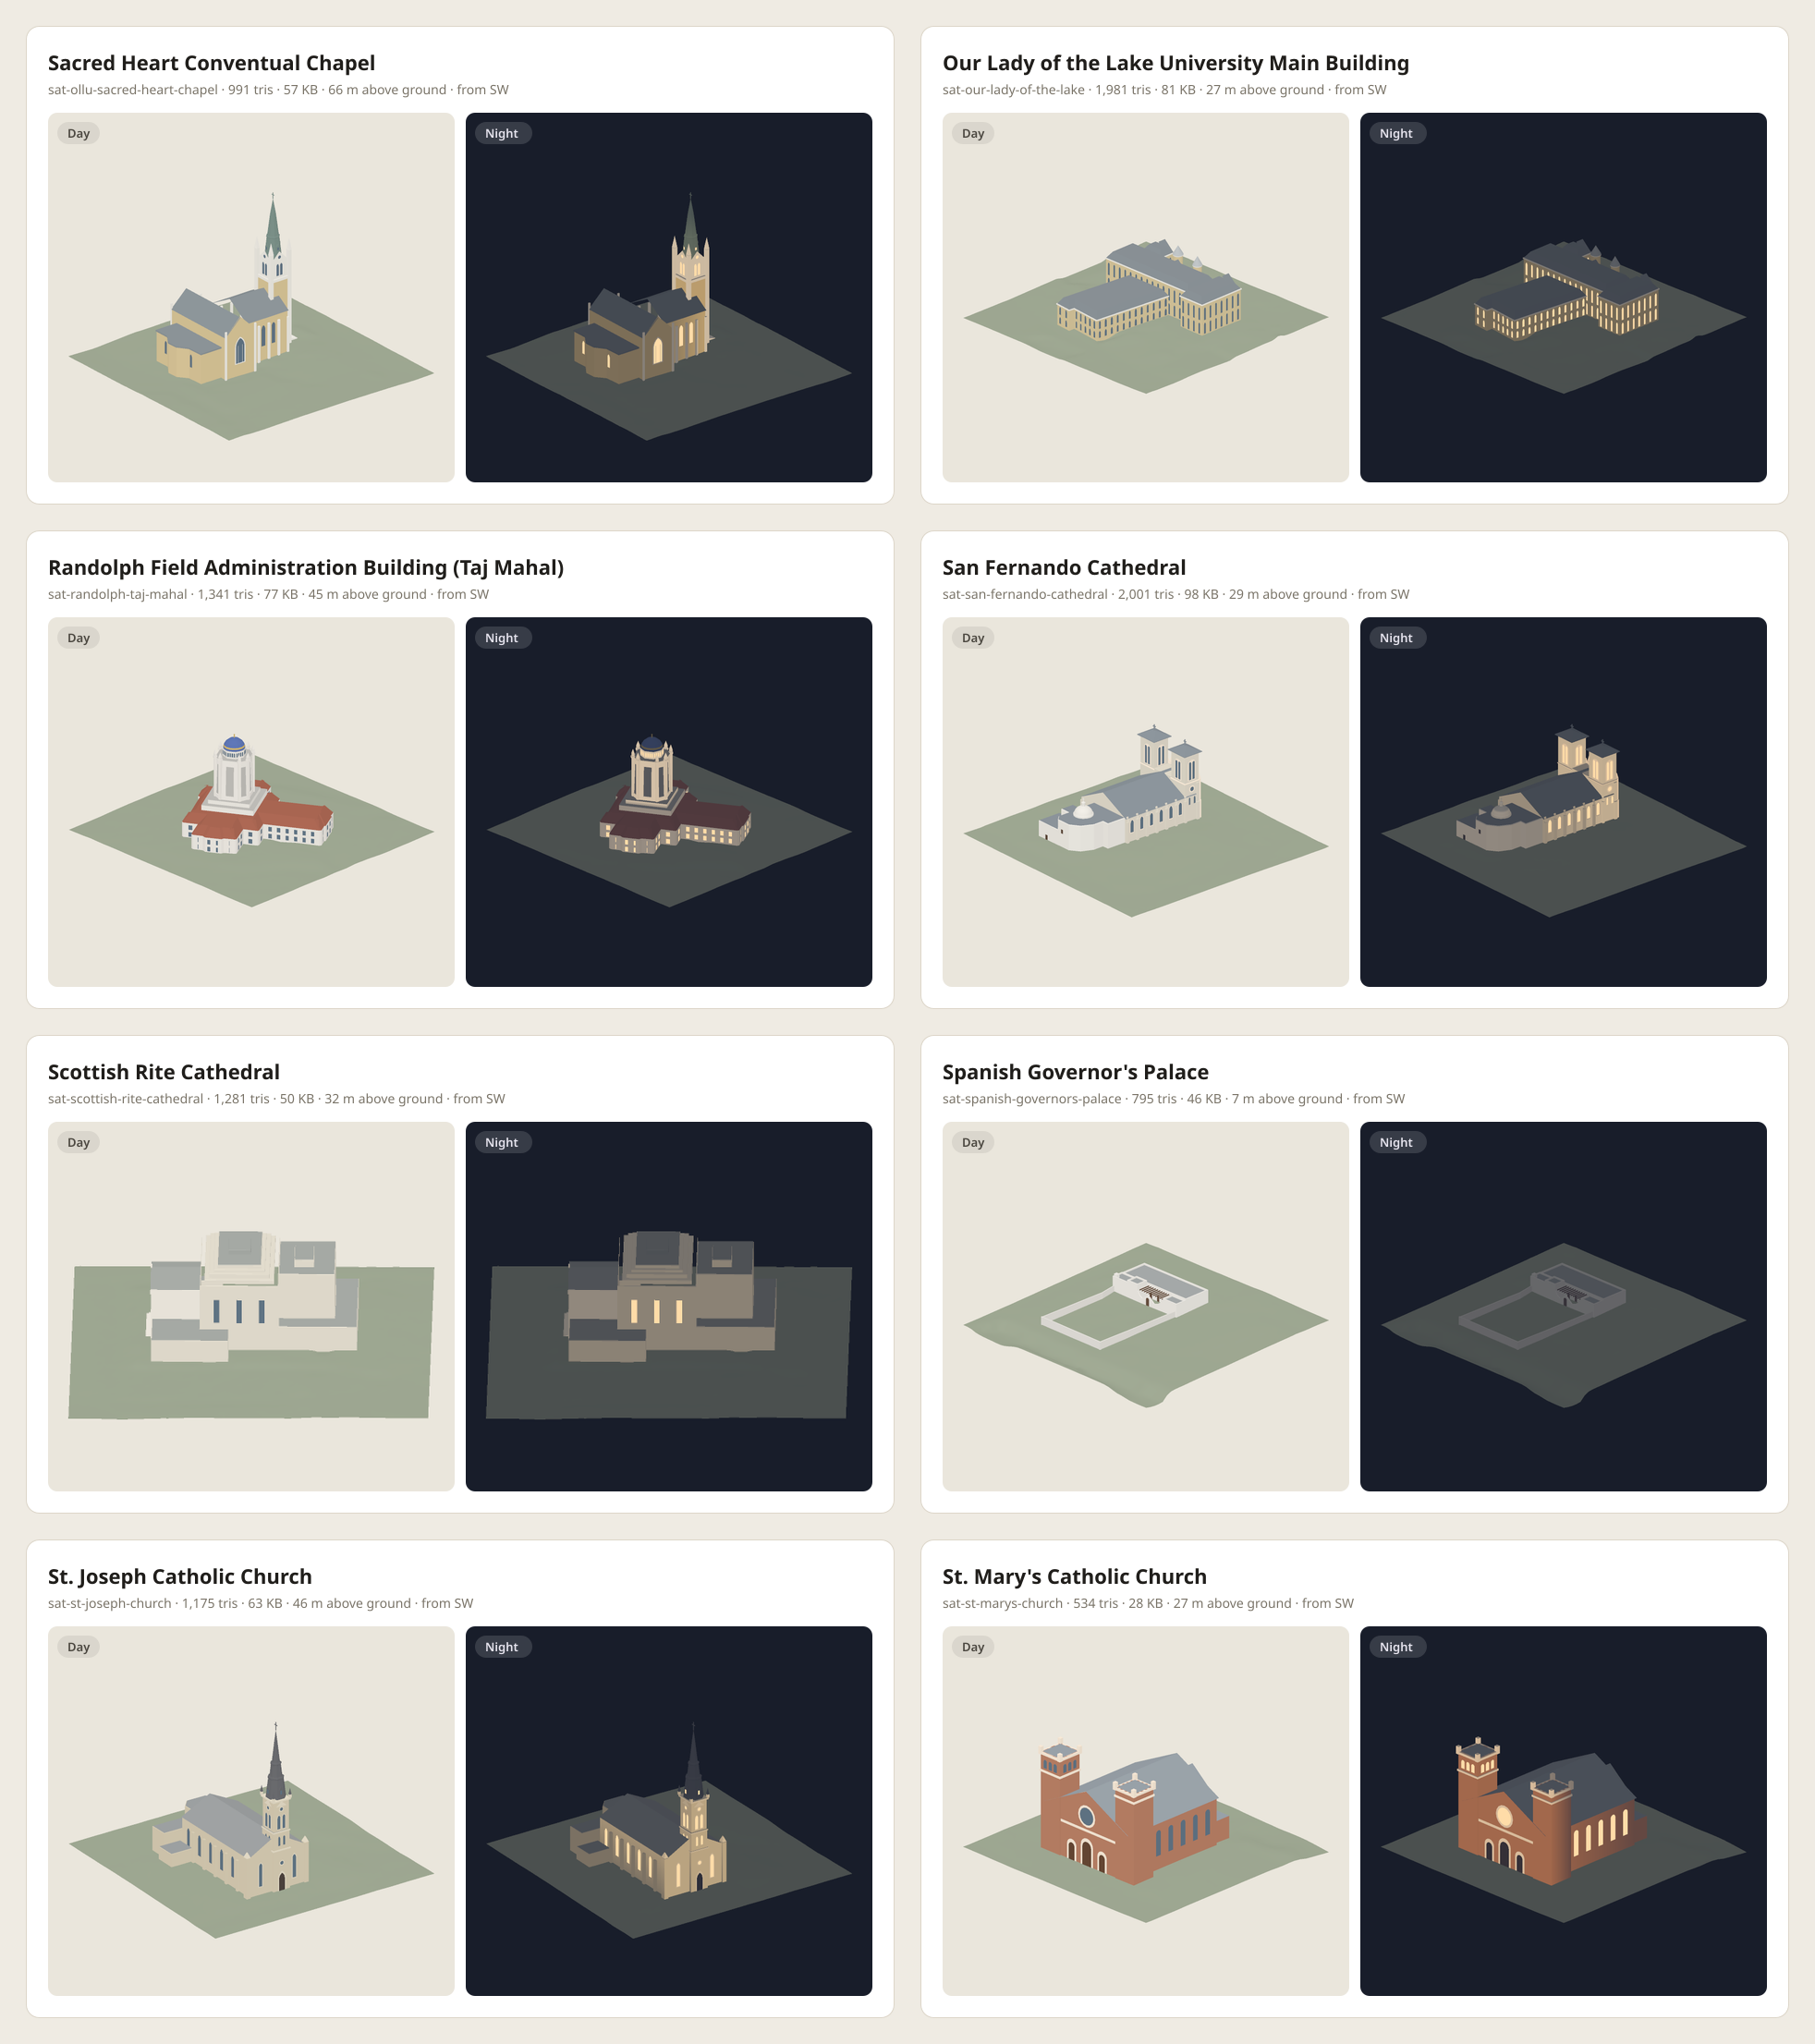 Sacred Heart Conventual Chapel
sat-ollu-sacred-heart-chapel · 991 tris · 57 KB · 66 m above ground · from SW
Day
Night
Our Lady of the Lake University Main Building
sat-our-lady-of-the-lake · 1,981 tris · 81 KB · 27 m above ground · from SW
Day
Night
Randolph Field Administration Building (Taj Mahal)
sat-randolph-taj-mahal · 1,341 tris · 77 KB · 45 m above ground · from SW
Day
Night
San Fernando Cathedral
sat-san-fernando-cathedral · 2,001 tris · 98 KB · 29 m above ground · from SW
Day
Night
Scottish Rite Cathedral
sat-scottish-rite-cathedral · 1,281 tris · 50 KB · 32 m above ground · from SW
Day
Night
Spanish Governor's Palace
sat-spanish-governors-palace · 795 tris · 46 KB · 7 m above ground · from SW
Day
Night
St. Joseph Catholic Church
sat-st-joseph-church · 1,175 tris · 63 KB · 46 m above ground · from SW
Day
Night
St. Mary's Catholic Church
sat-st-marys-church · 534 tris · 28 KB · 27 m above ground · from SW
Day
Night